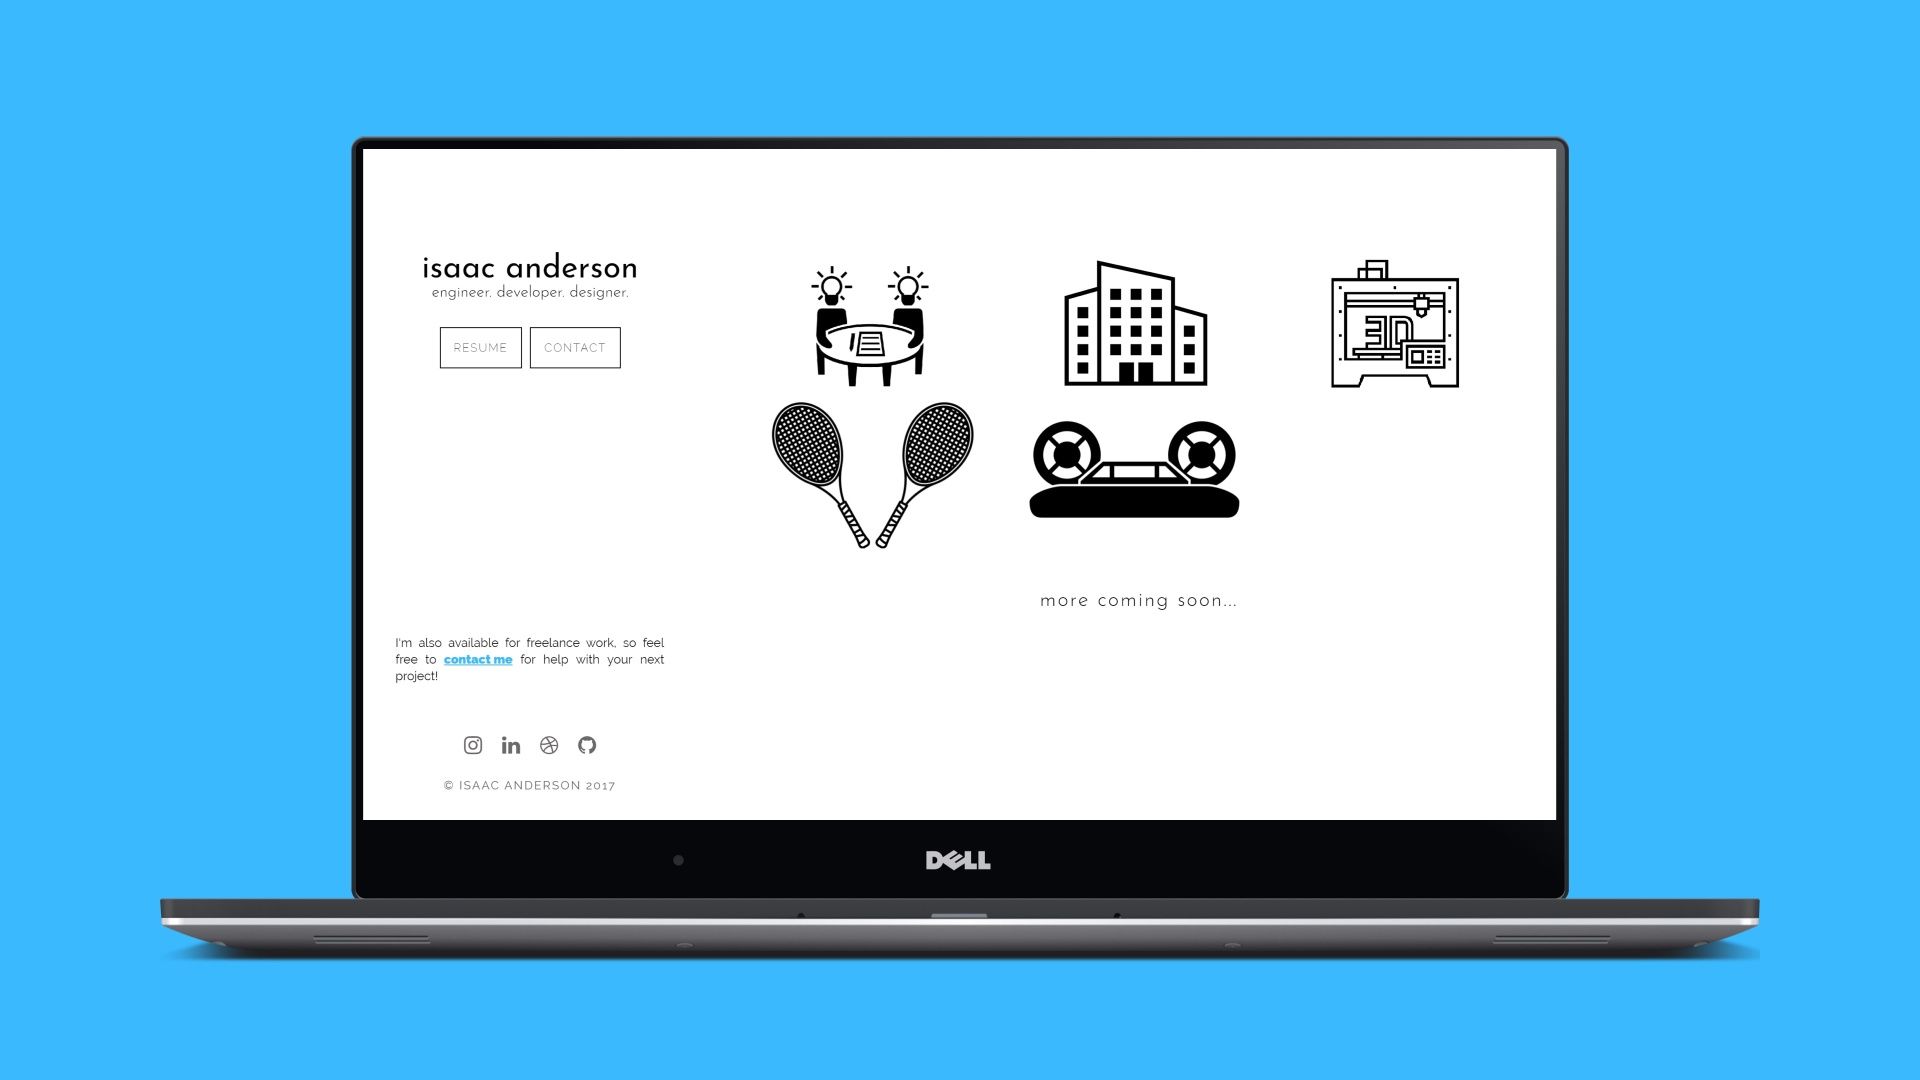 isaac anderson
engineer. developer. designer.
RESUME
CONTACT
3D
more coming soon...
I'm also available for freelance work, so feel
free to contact me for help with your next
project!
© ISAAC ANDERSON 2017
DELL